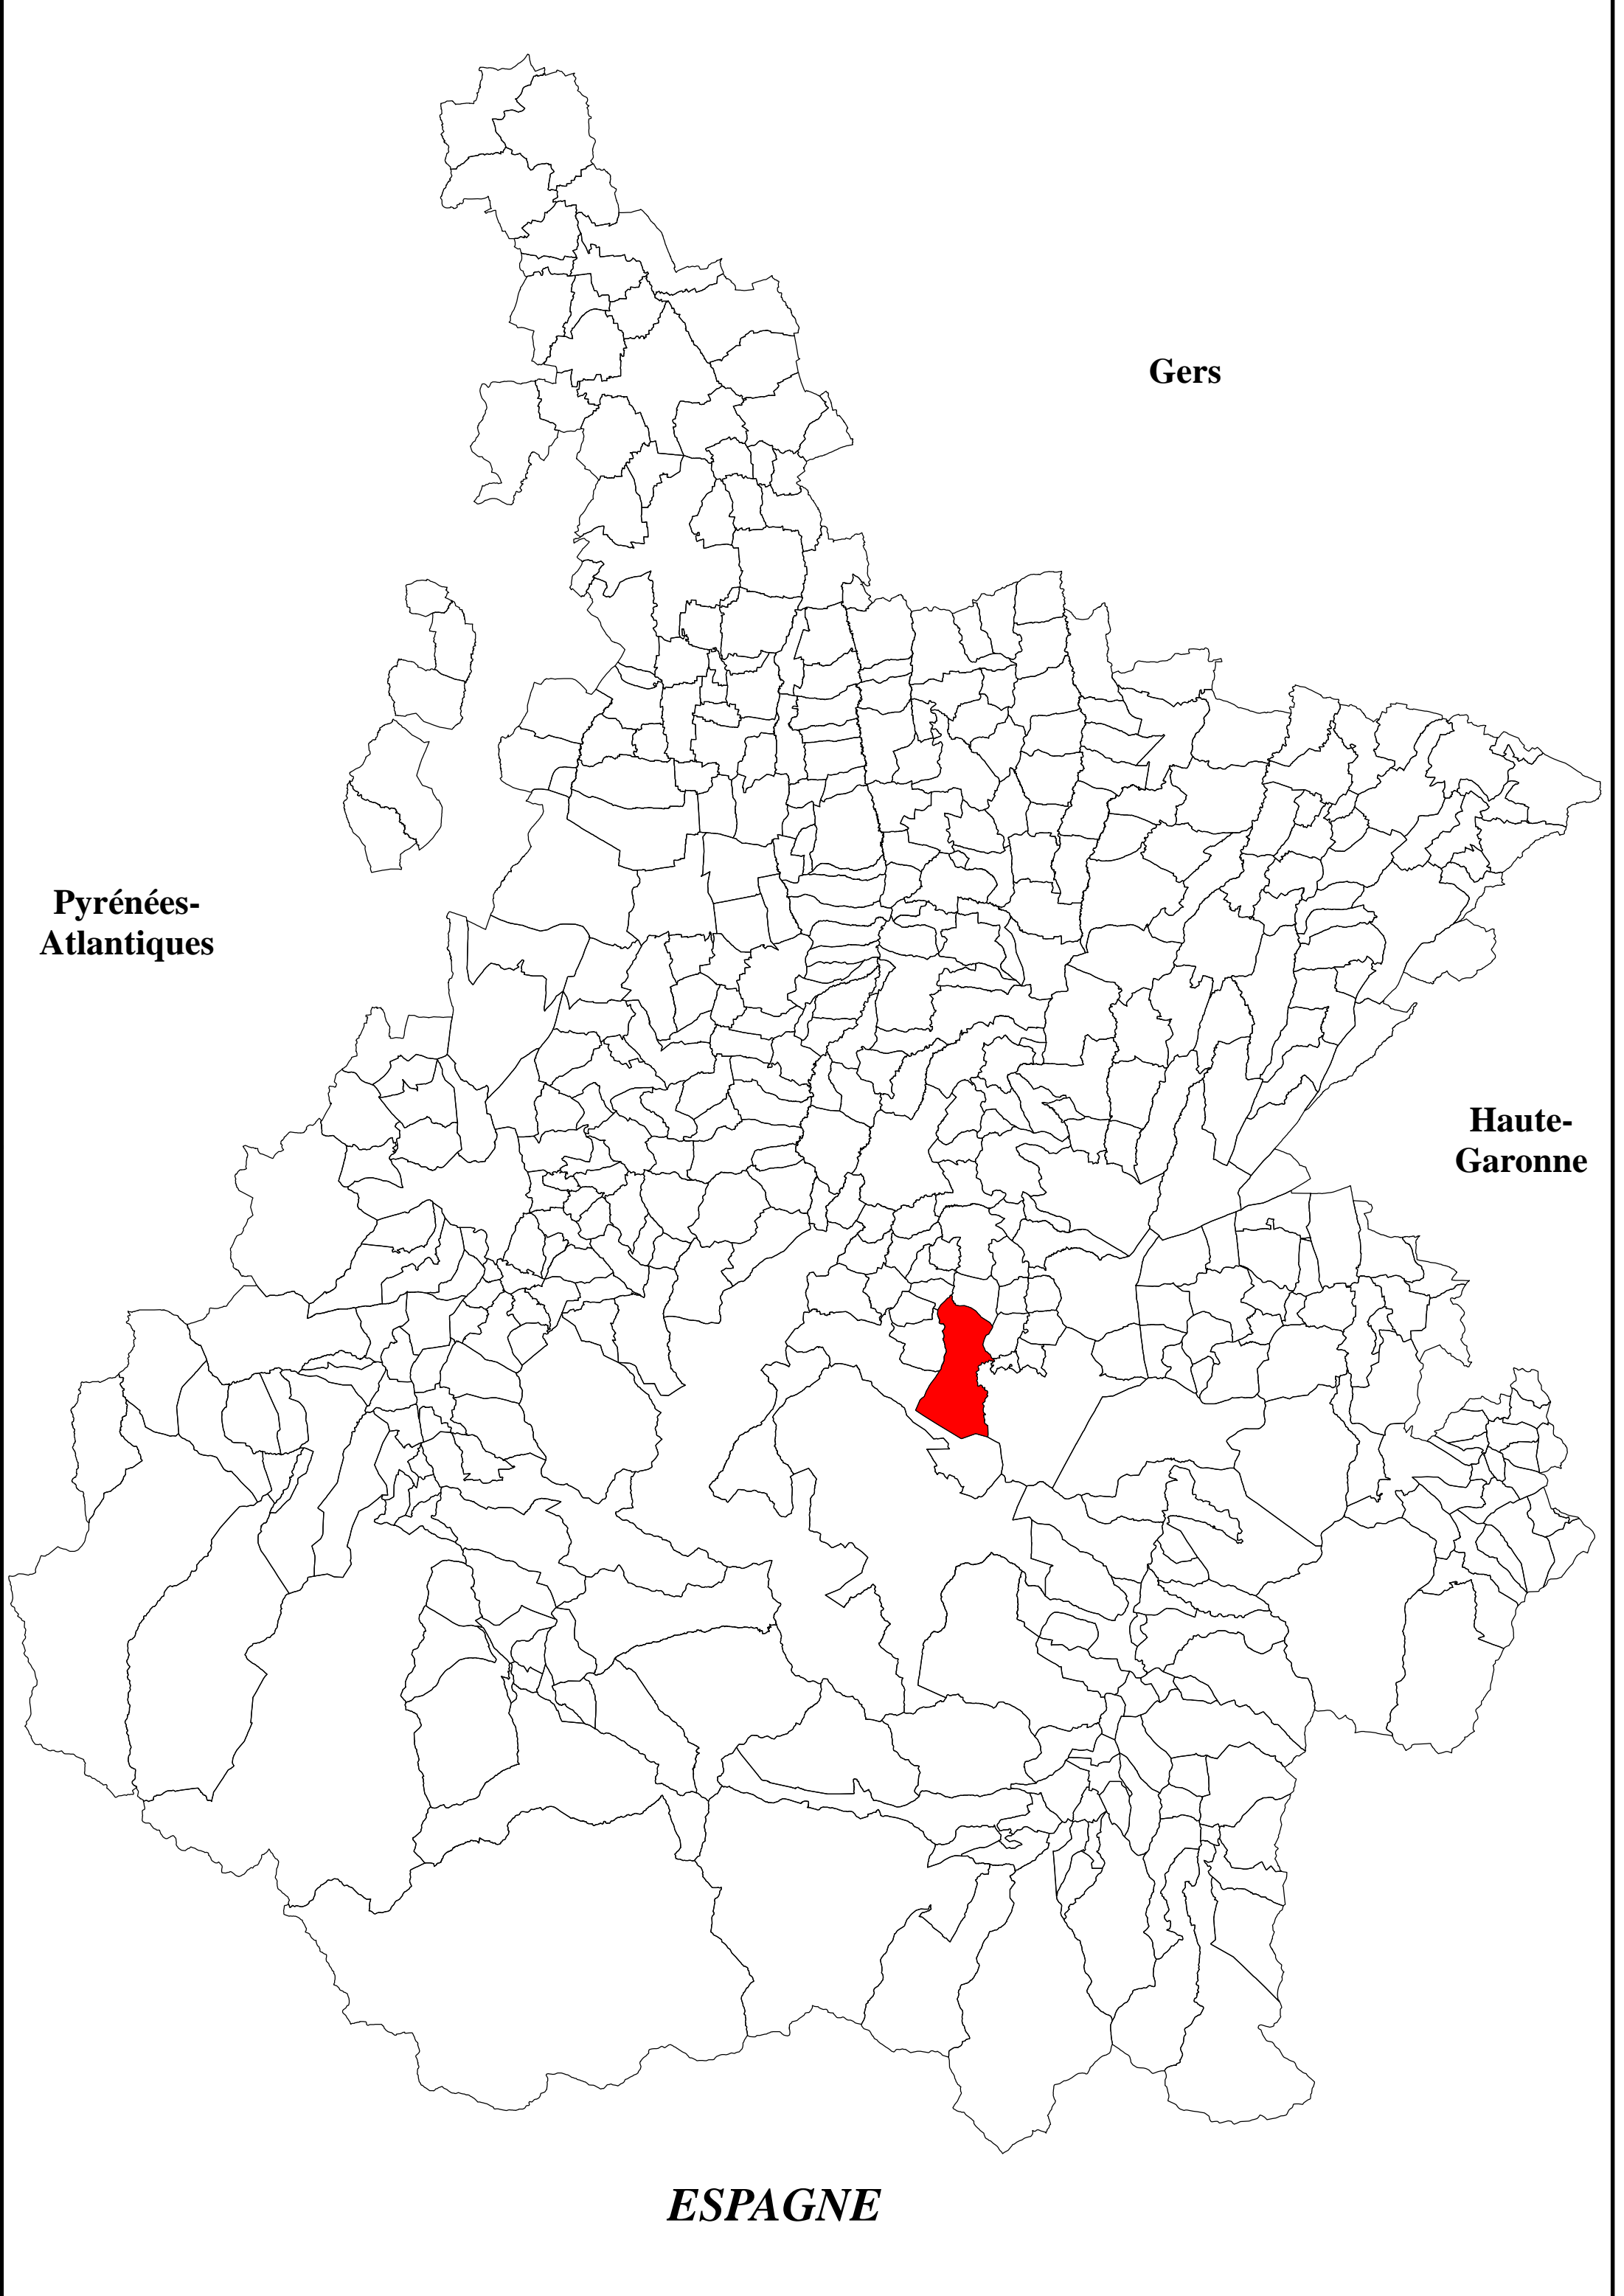 Gers
Pyrénées-
Atlantiques
Haute-
Garonne
ESPAGNE